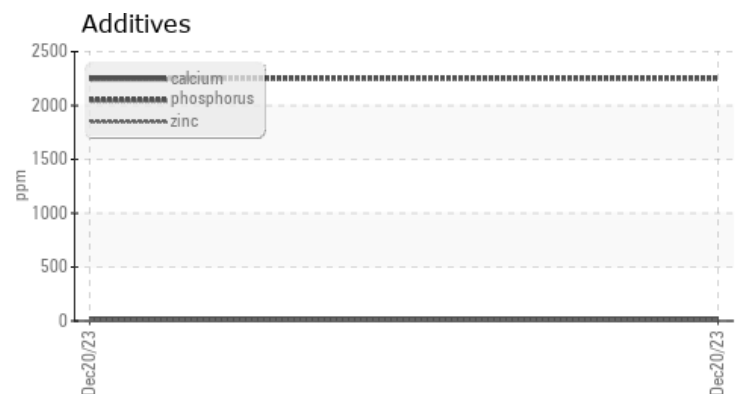 Additives
2500
2000
1500
1000
500
0
ppm
calcium
phosphorus
zinc
Dec20/23
Dec20/23